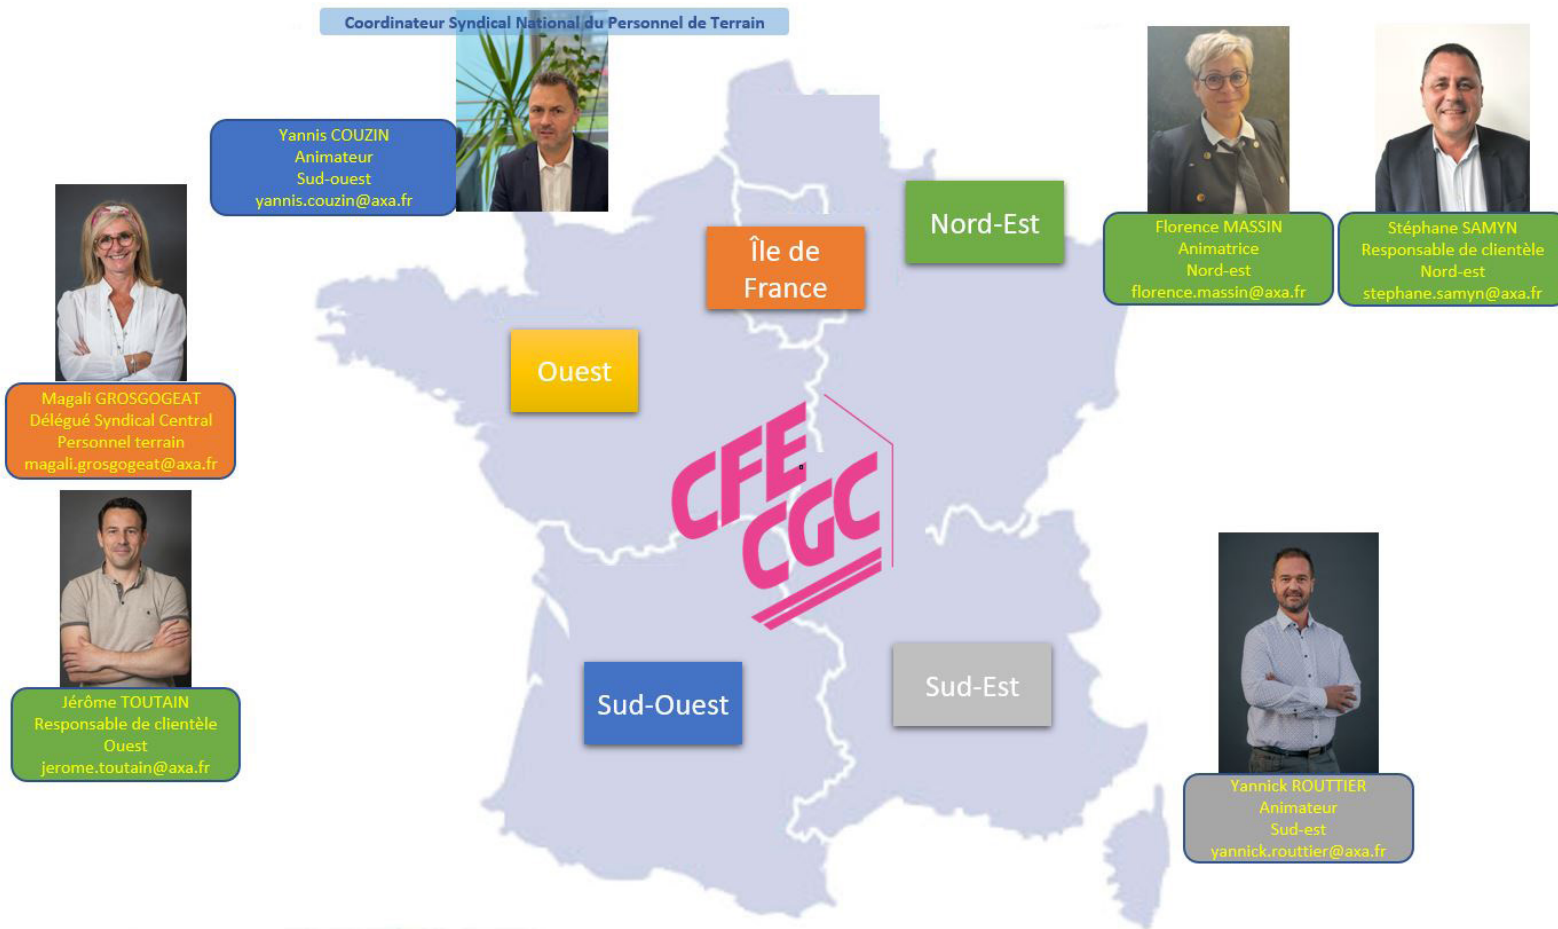 Coordinateur Syndical National du Personnel de Terrain
Yannis COUZIN
Animateur
Sud-ouest
yannis.couzin@axa.fr
Florence MASSIN
Animatrice
Nord-est
florence.massin@axa.fr
Stéphane SAMYN
Responsable de clientèle
Nord-est
stephane.samyn@axa.fr
Nord-Est
Île de
France
Ouest
Magali GROSGOGEAT
Délégué Syndical Central
Personnel terrain
magali.grosgogeat@axa.fr
CFE
CGC
Jérôme TOUTAIN
Responsable de clientèle
Ouest
jerome.toutain@axa.fr
Sud-Ouest
Sud-Est
Yannick ROUTTIER
Animateur
Sud-est
yannick.routtier@axa.fr